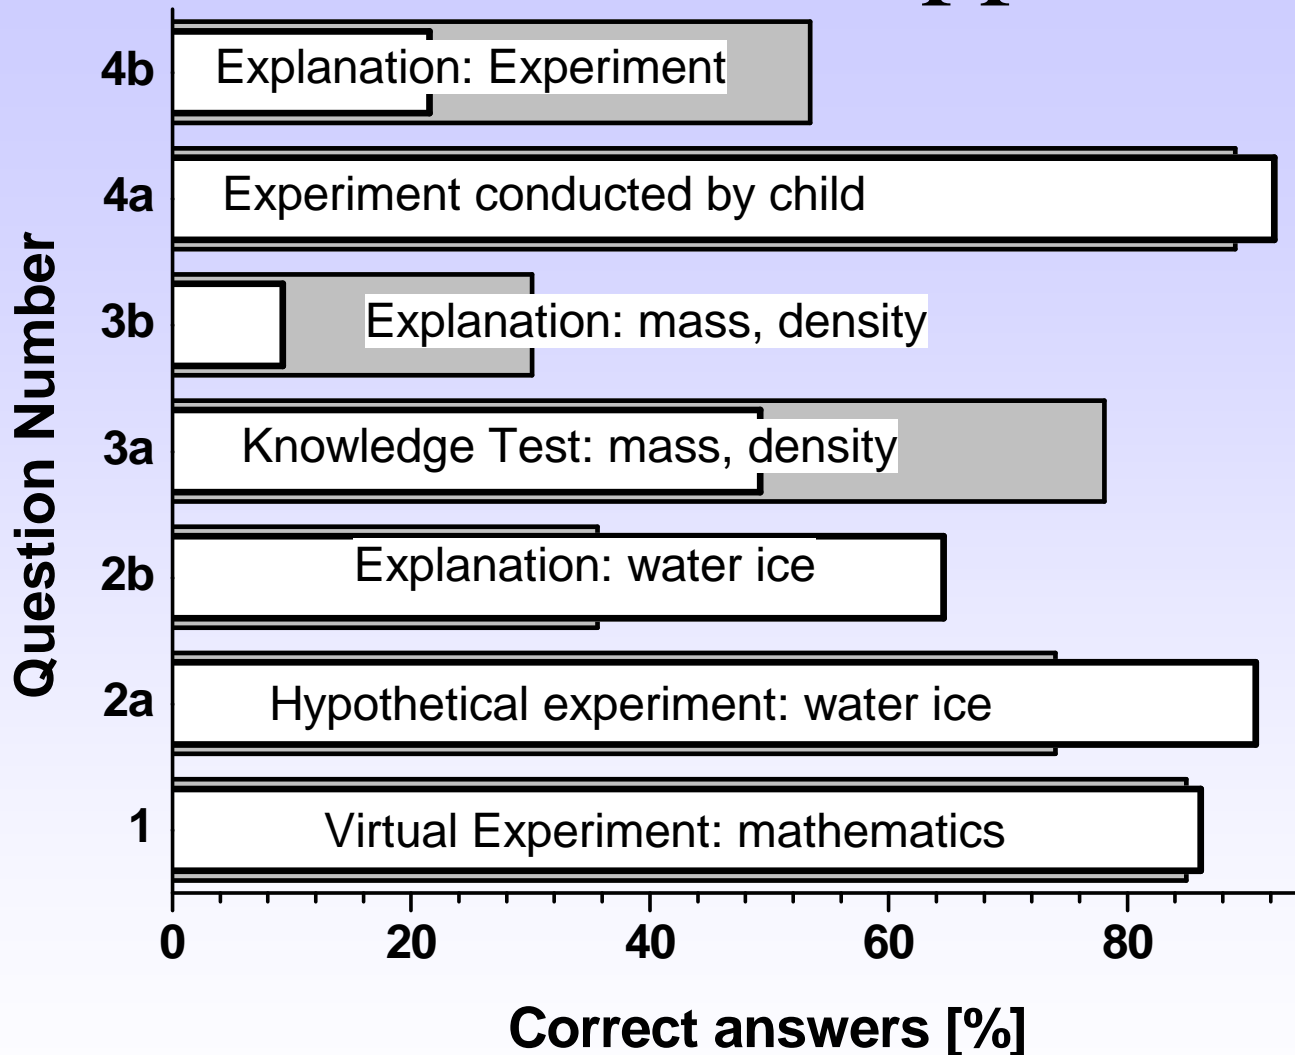 4b
Explanation: Experiment
4a
Experiment conducted by child
3b
Explanation: mass, density
3a
Knowledge Test: mass, density
2b
Explanation: water ice
2a
Hypothetical experiment: water ice
1
Virtual Experiment: mathematics
Question Number
0 20 40 60 80
Correct answers [%]